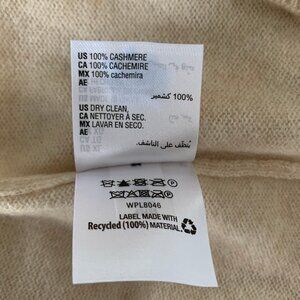 US 100% CASHMERE
CA 100% CACHEMIRE
MX 100% cachemira
AE
100% كشمير
US DRY CLEAN,
CA NETTOYER À SEC.
MX LAVAR EN SECO.
AE
يُنظف على الناشف.
WPL8046
LABEL MADE WITH
Recycled (100%) MATERIAL